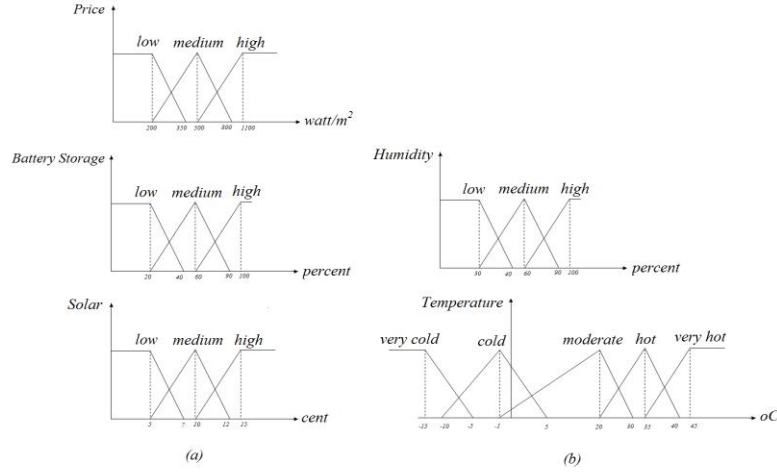 Price
low medium high
200 350 500 800 1100 watt/m²
Battery Storage
low medium high
20 40 60 90 100 percent
Solar
low medium high
5 7 10 12 15 cent
(a)
Humidity
low medium high
30 40 60 90 100 percent
Temperature
very cold cold moderate hot very hot
-15 -10 -5 -1 5 20 30 35 40 45 oC
(b)